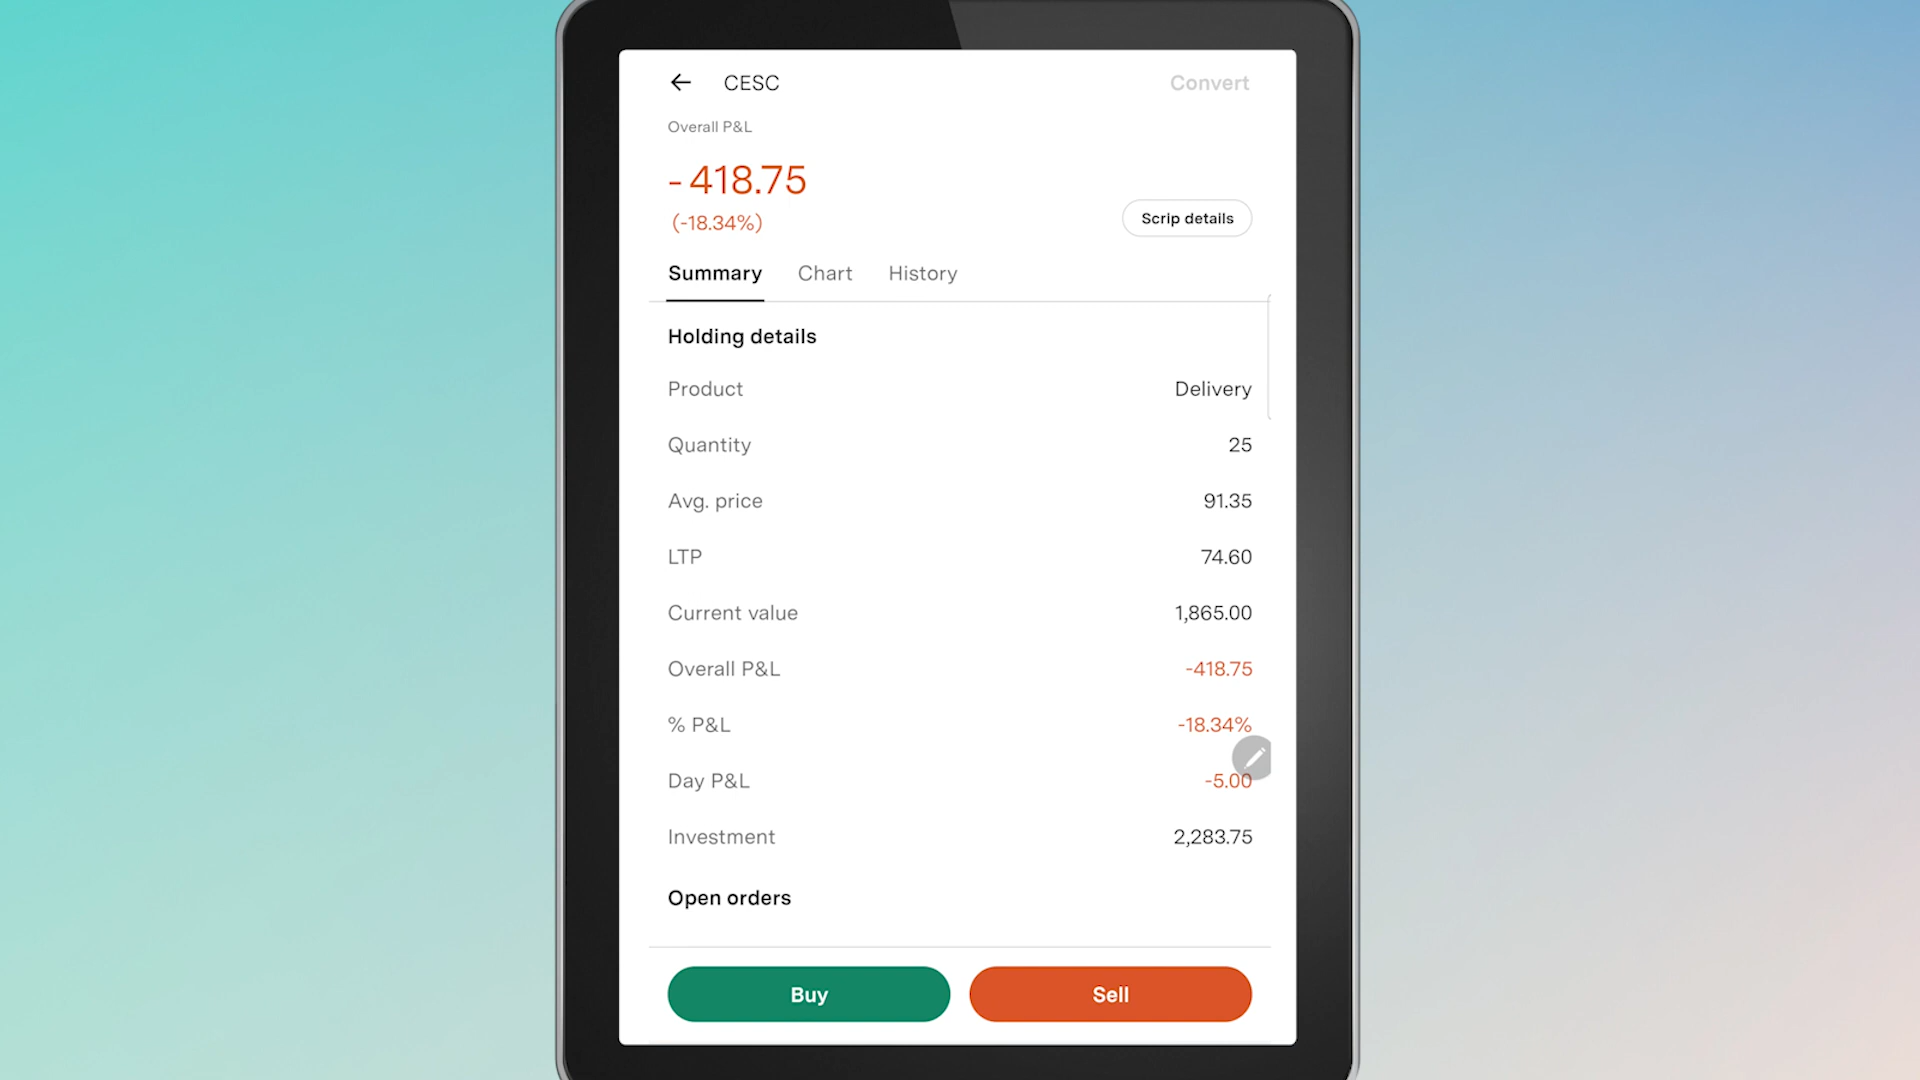 CESC Convert
Overall P&L
- 418.75
(-18.34%)
Scrip details
Summary Chart History
Holding details
Product Delivery
Quantity 25
Avg. price 91.35
LTP 74.60
Current value 1,865.00
Overall P&L -418.75
% P&L -18.34%
Day P&L -5.00
Investment 2,283.75
Open orders
Buy Sell